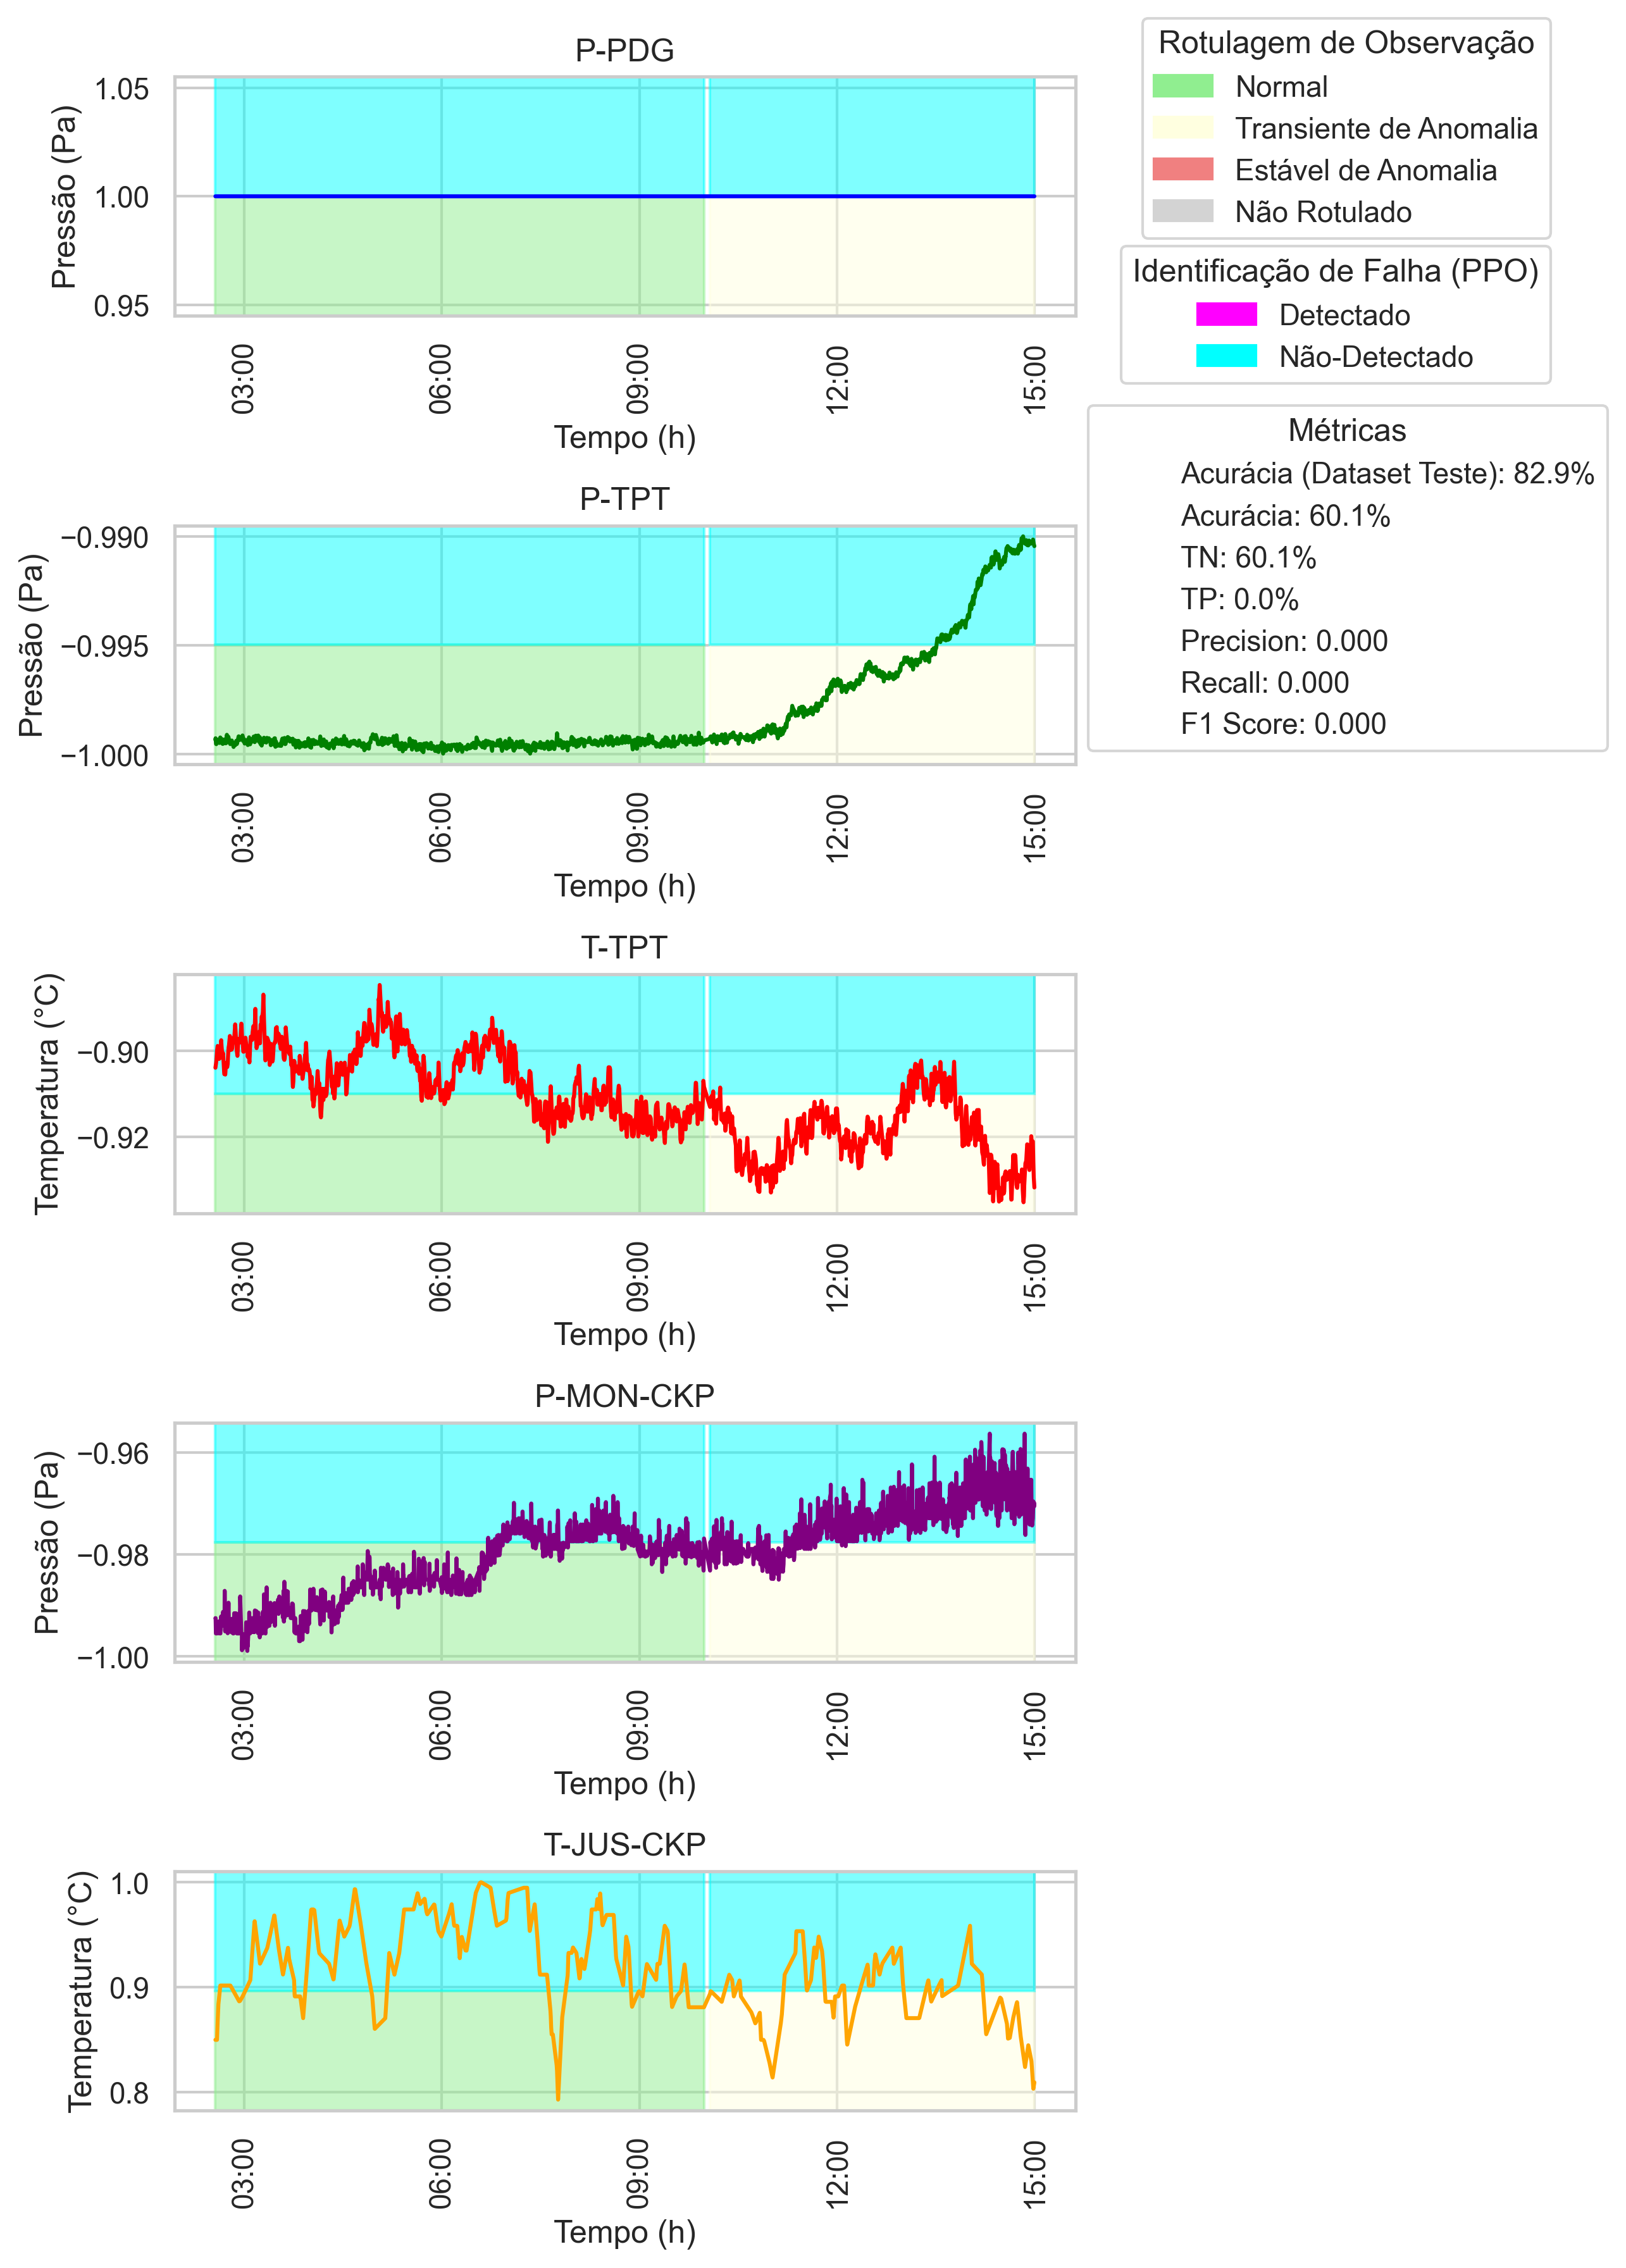 P-PDG
Pressão (Pa)
1.05
1.00
0.95
03:00
06:00
09:00
12:00
15:00
Tempo (h)
Rotulagem de Observação
Normal
Transiente de Anomalia
Estável de Anomalia
Não Rotulado
Identificação de Falha (PPO)
Detectado
Não-Detectado
Métricas
Acurácia (Dataset Teste): 82.9%
Acurácia: 60.1%
TN: 60.1%
TP: 0.0%
Precision: 0.000
Recall: 0.000
F1 Score: 0.000
P-TPT
Pressão (Pa)
−0.990
−0.995
−1.000
03:00
06:00
09:00
12:00
15:00
Tempo (h)
T-TPT
Temperatura (°C)
−0.90
−0.92
03:00
06:00
09:00
12:00
15:00
Tempo (h)
P-MON-CKP
Pressão (Pa)
−0.96
−0.98
−1.00
03:00
06:00
09:00
12:00
15:00
Tempo (h)
T-JUS-CKP
Temperatura (°C)
1.0
0.9
0.8
03:00
06:00
09:00
12:00
15:00
Tempo (h)